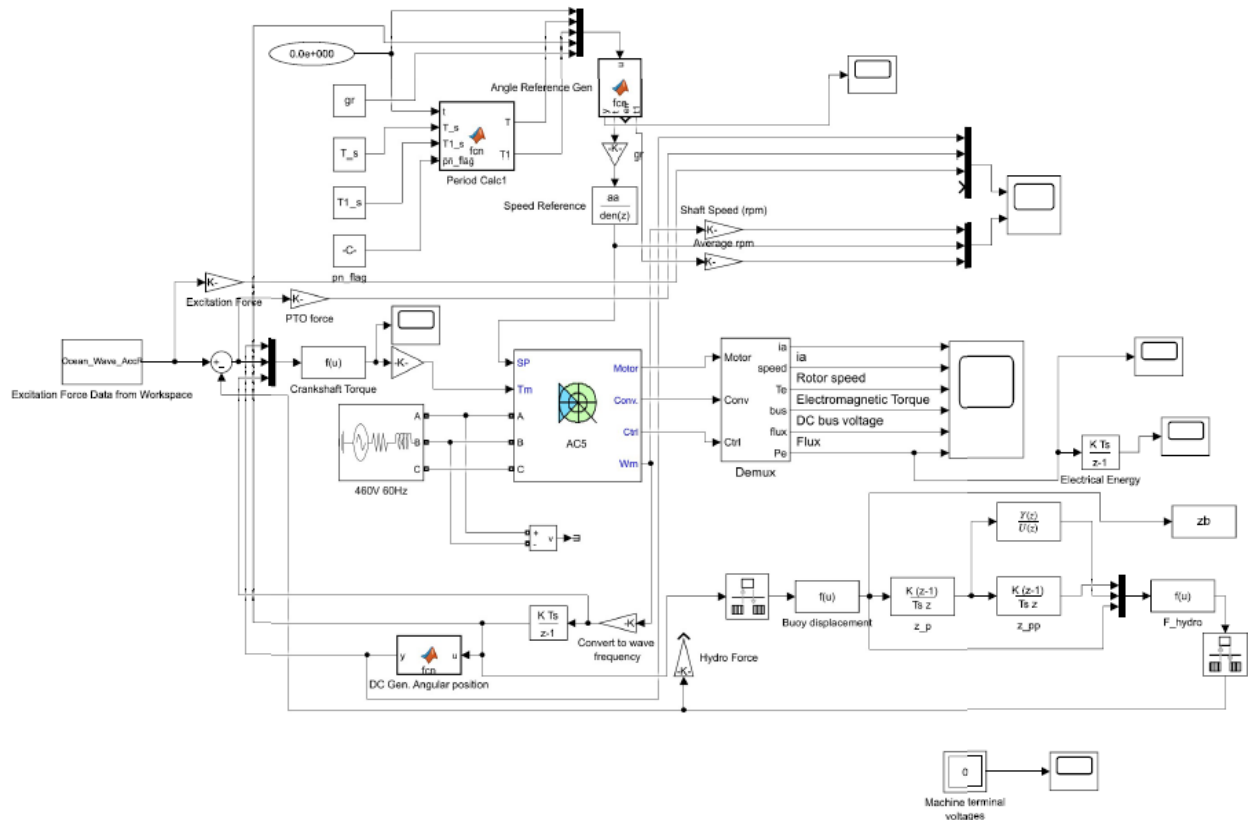 0.0e+000
gr
T_s
T1_s
-C-
pn_flag
t
T_s
T1_s
pn_flag
fcn
T
T1
Period Calc1
Angle Reference Gen
u
fcn
y
t
t1
-K-
gr
Speed Reference
aa
den(z)
Shaft Speed (rpm)
K-
Average rpm
K-
K-
Excitation Force
K-
PTO force
Ocean_Wave_AccR
Excitation Force Data from Workspace
+
-
f(u)
Crankshaft Torque
-K-
SP
Tm
A
B
C
AC5
Motor
Conv.
Ctrl
Wm
A
B
C
460V 60Hz
+
-
v
Motor
Conv
Ctrl
ia
speed
Te
bus
flux
Pe
Demux
ia
Rotor speed
Electromagnetic Torque
DC bus voltage
Flux
K Ts
z-1
Electrical Energy
zb
Y(z)
U(z)
f(u)
Buoy displacement
K (z-1)
Ts z
z_p
K (z-1)
Ts z
z_pp
f(u)
F_hydro
K Ts
z-1
-K-
Convert to wave
frequency
y
fcn
u
DC Gen. Angular position
-K-
Hydro Force
0
Machine terminal
voltages